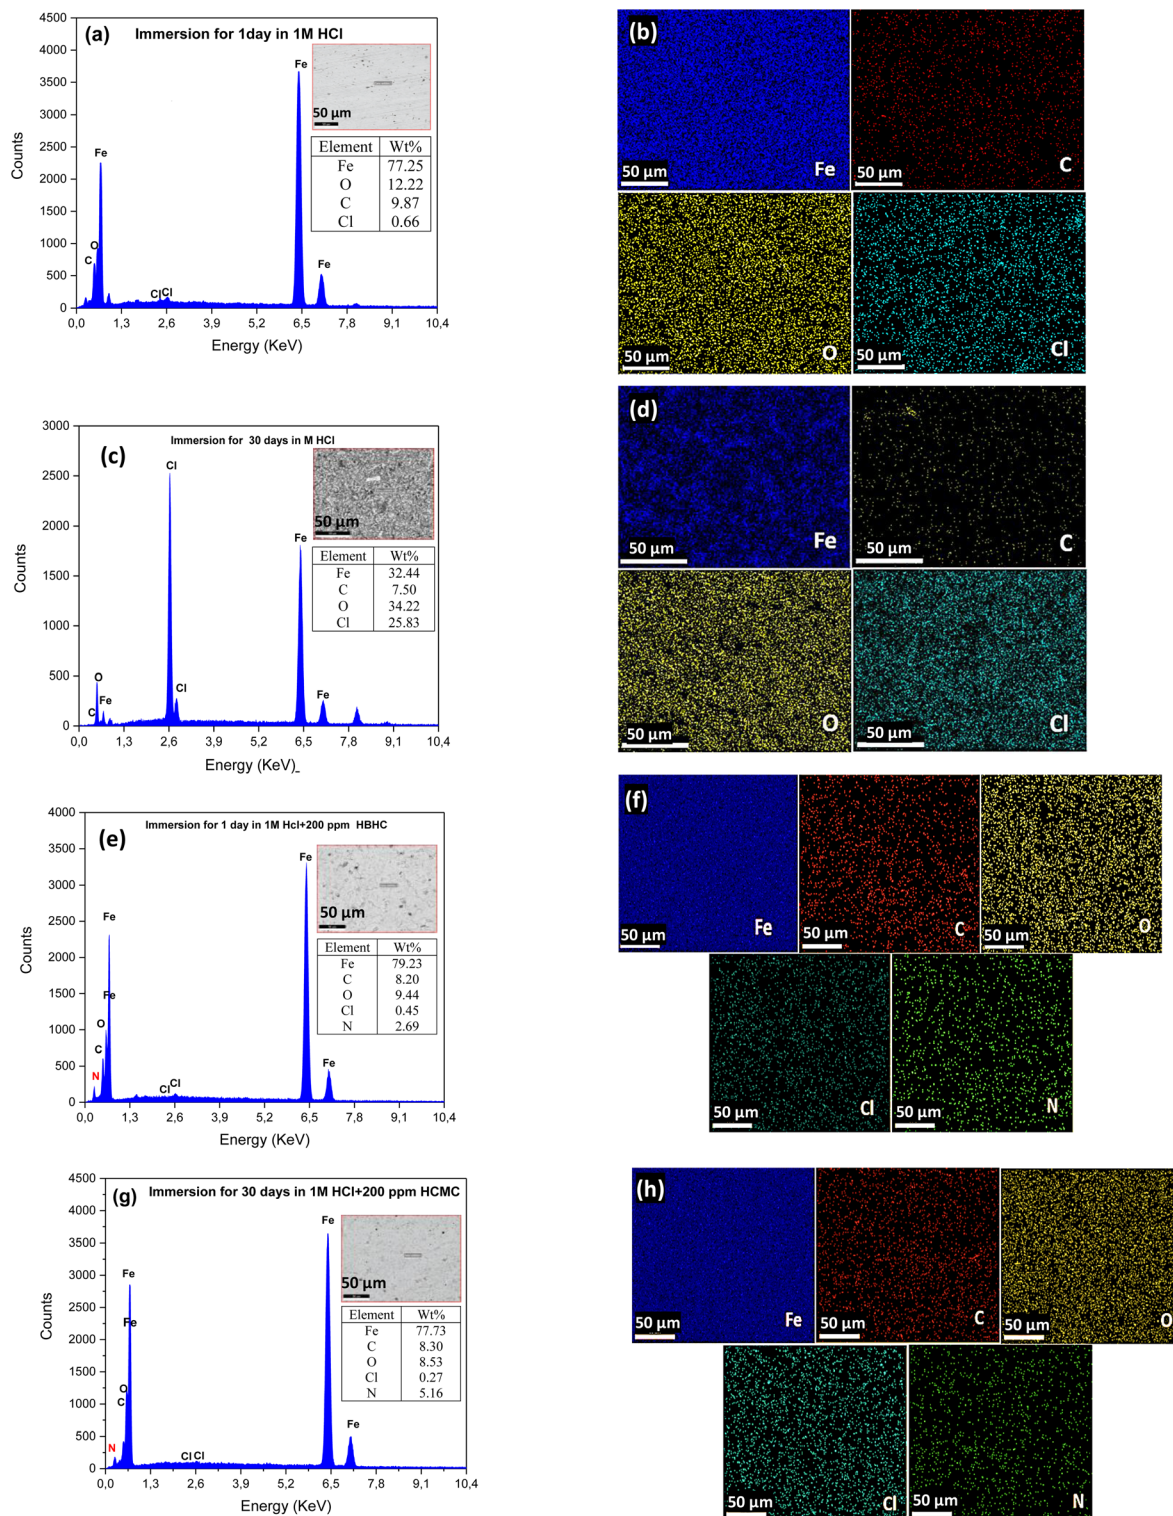 (a) Immersion for 1day in 1M HCl
4500
4000
3500
3000
2500
2000
1500
1000
500
0
Counts
Fe
O
C
Cl Cl
Fe
Fe
50 µm
Element Wt%
Fe 77.25
O 12.22
C 9.87
Cl 0.66
0,0 1,3 2,6 3,9 5,2 6,5 7,8 9,1 10,4
Energy (KeV)
(b)
50 µm Fe
50 µm C
50 µm O
50 µm Cl
(c) Immersion for 30 days in M HCl
3000
2500
2000
1500
1000
500
0
Counts
O
C
Fe
Cl
Cl
Fe
Fe
50 µm
Element Wt%
Fe 32.44
C 7.50
O 34.22
Cl 25.83
0,0 1,3 2,6 3,9 5,2 6,5 7,8 9,1 10,4
Energy (KeV)_
(d)
50 µm Fe
50 µm C
50 µm O
50 µm Cl
(e) Immersion for 1 day in 1M Hcl+200 ppm HBHC
4000
3500
3000
2500
2000
1500
1000
500
0
Counts
Fe
Fe
O
C
N
Cl Cl
Fe
Fe
50 µm
Element Wt%
Fe 79.23
C 8.20
O 9.44
Cl 0.45
N 2.69
0,0 1,3 2,6 3,9 5,2 6,5 7,8 9,1 10,4
Energy (KeV)
(f)
50 µm Fe
50 µm C
50 µm O
50 µm Cl
50 µm N
(g) Immersion for 30 days in 1M HCl+200 ppm HCMC
4500
4000
3500
3000
2500
2000
1500
1000
500
0
Counts
Fe
Fe
O
C
N
Cl Cl
Fe
Fe
50 µm
Element Wt%
Fe 77.73
C 8.30
O 8.53
Cl 0.27
N 5.16
0,0 1,3 2,6 3,9 5,2 6,5 7,8 9,1 10,4
Energy (KeV)
(h)
50 µm Fe
50 µm C
50 µm O
50 µm Cl
50 µm N